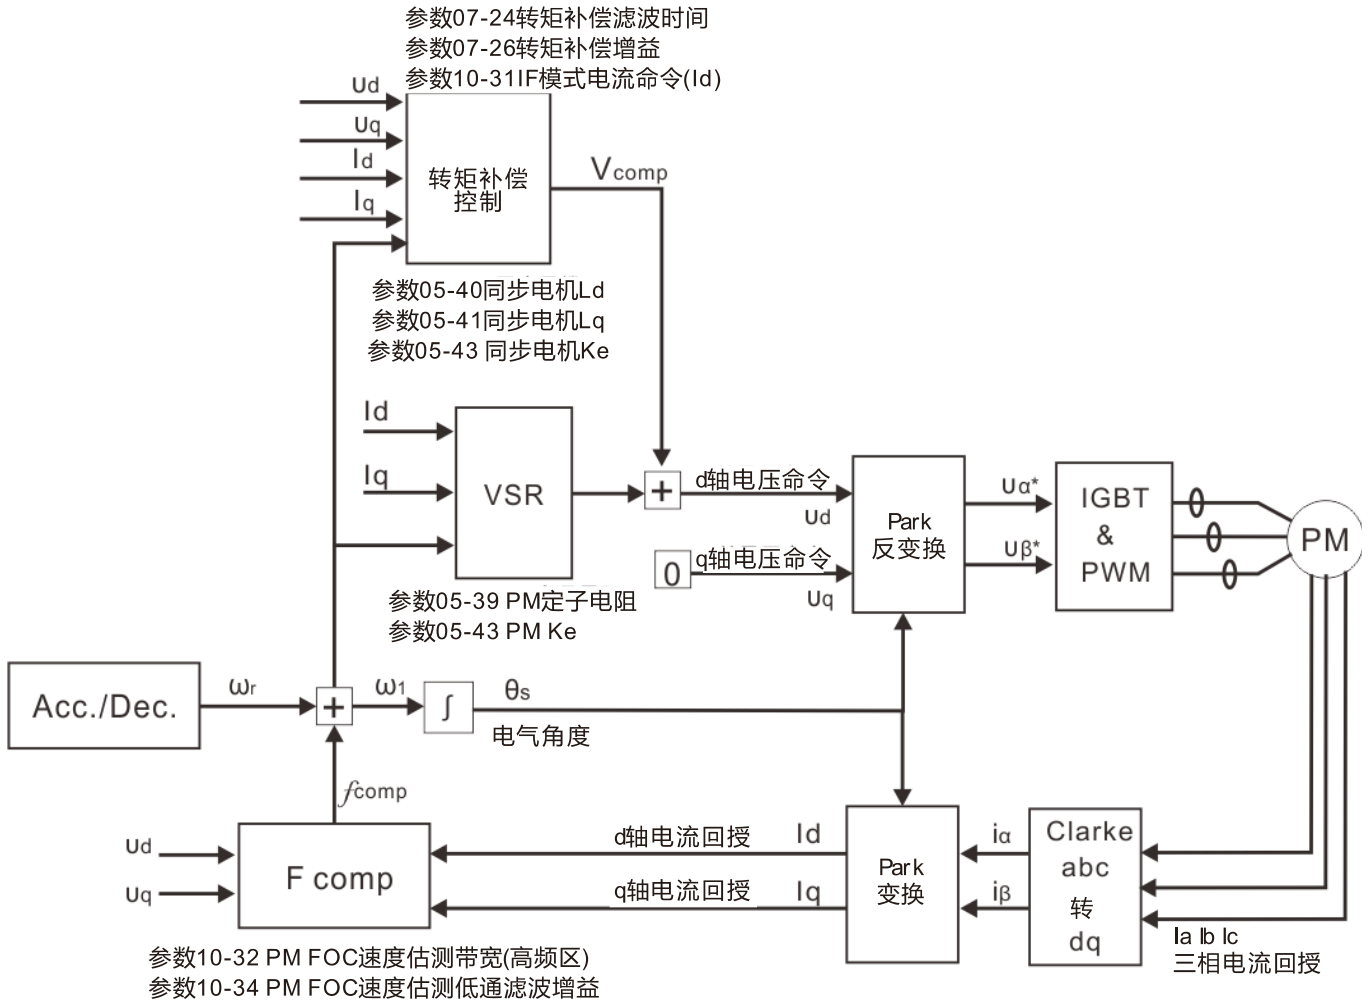 参数07-24转矩补偿滤波时间
参数07-26转矩补偿增益
参数10-31IF模式电流命令(Id)
υd
υq
Id
Iq
转矩补偿
控制
Vcomp
参数05-40同步电机Ld
参数05-41同步电机Lq
参数05-43 同步电机Ke
Id
Iq
VSR
+
d轴电压命令
υd
0
q轴电压命令
υq
Park
反变换
υα*
υβ*
IGBT
&
PWM
PM
参数05-39 PM定子电阻
参数05-43 PM Ke
Acc./Dec.
ωr
+
ω1
∫
θs
电气角度
fcomp
υd
υq
F comp
d轴电流回授
Id
q轴电流回授
Iq
Park
变换
iα
iβ
Clarke
abc
转
dq
Ia Ib Ic
三相电流回授
参数10-32 PM FOC速度估测带宽(高频区)
参数10-34 PM FOC速度估测低通滤波增益